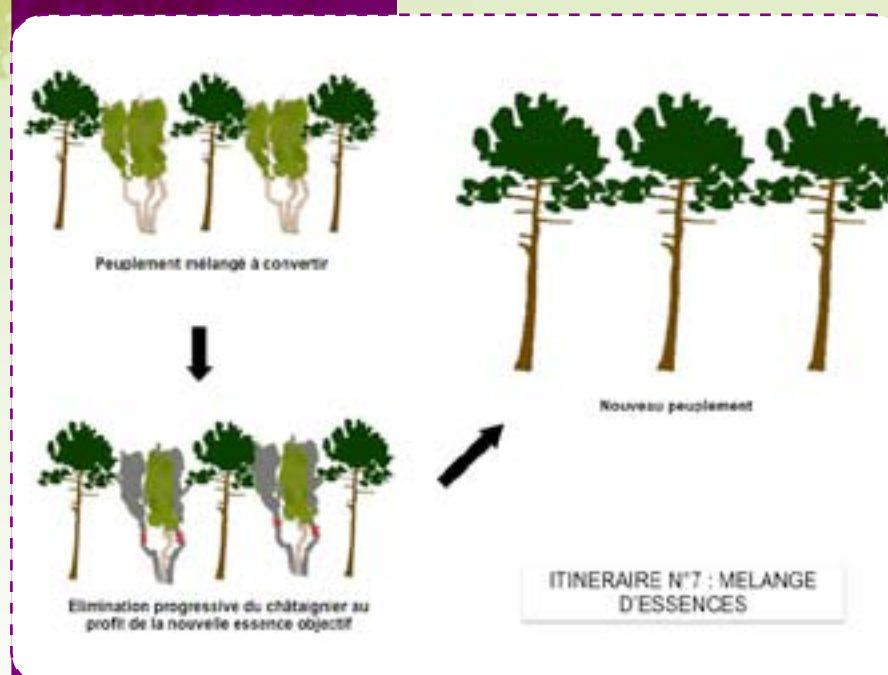 Peuplement mélangé à convertir
Elimination progressive du châtaignier au
profit de la nouvelle essence objectif
Nouveau peuplement
ITINERAIRE N°7 : MELANGE
D'ESSENCES